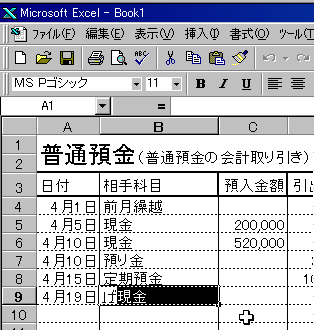 Microsoft Excel - Book1
ﾌｧｲﾙ(F) 編集(E) 表示(V) 挿入(I) 書式(O) ﾂｰﾙ(T)
ABC
MS Pゴシック 11 B I U
A1 =
A B C
1
2 普通預金(普通預金の会計取り引き)
3 日付 相手科目 預入金額 引出
4 4月1日 前月繰越
5 4月5日 現金 200,000
6 4月10日 現金 520,000
7 4月10日 預り金
8 4月15日 定期預金
9 4月19日 げ現金
10